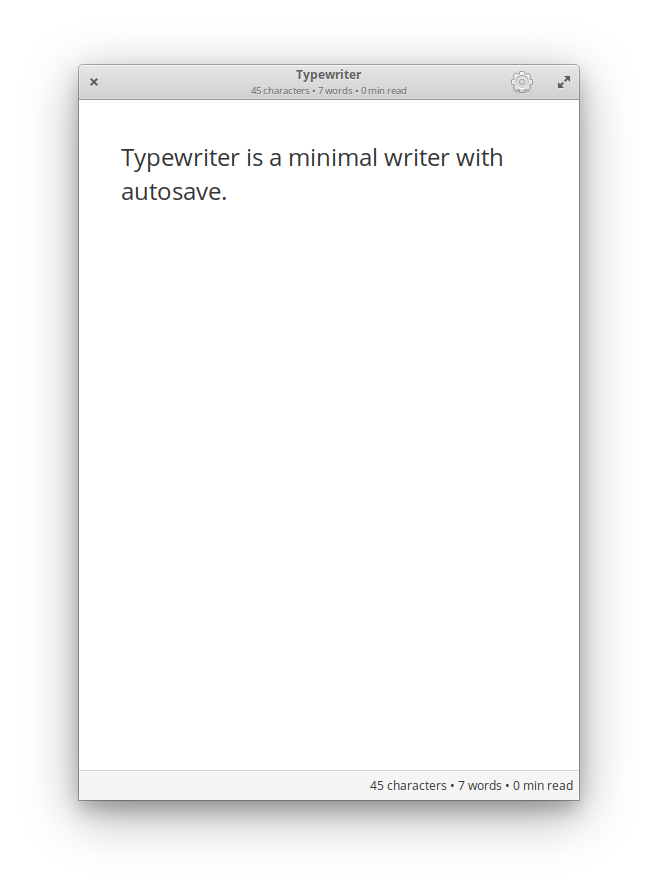 Typewriter
45 characters • 7 words • 0 min read
Typewriter is a minimal writer with
autosave.
45 characters • 7 words • 0 min read